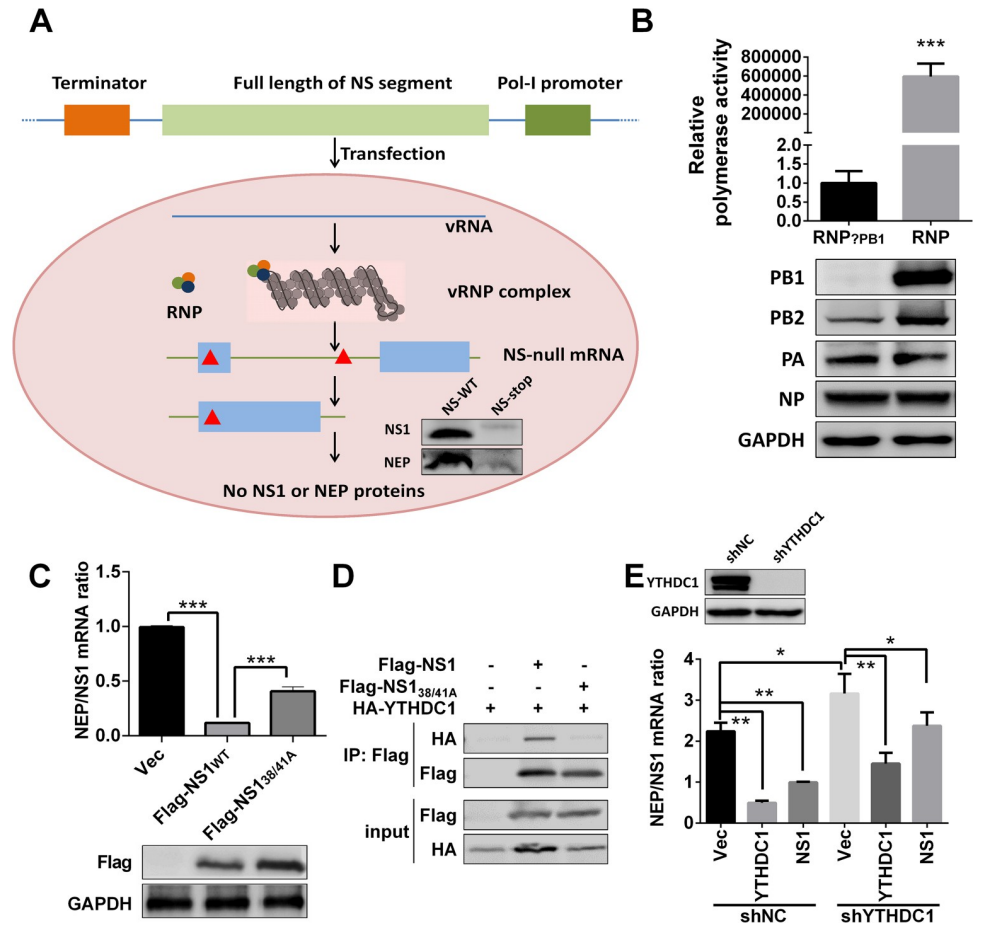 A
Terminator
Full length of NS segment
Pol-I promoter
Transfection
vRNA
RNP
vRNP complex
NS-null mRNA
NS-WT
NS-stop
NS1
NEP
No NS1 or NEP proteins
B
Relative
polymerase activity
800000
600000
400000
200000
2.0
1.5
1.0
0.5
0.0
***
RNP?PB1
RNP
PB1
PB2
PA
NP
GAPDH
C
NEP/NS1 mRNA ratio
1.5
1.0
0.5
0.0
***
***
Vec
Flag-NS1WT
Flag-NS138/41A
Flag
GAPDH
D
Flag-NS1 - + -
Flag-NS138/41A - - +
HA-YTHDC1 + + +
IP: Flag
HA
Flag
input
Flag
HA
E
shNC
shYTHDC1
YTHDC1
GAPDH
NEP/NS1 mRNA ratio
4
3
2
1
0
*
*
**
**
**
Vec
YTHDC1
NS1
Vec
YTHDC1
NS1
shNC
shYTHDC1